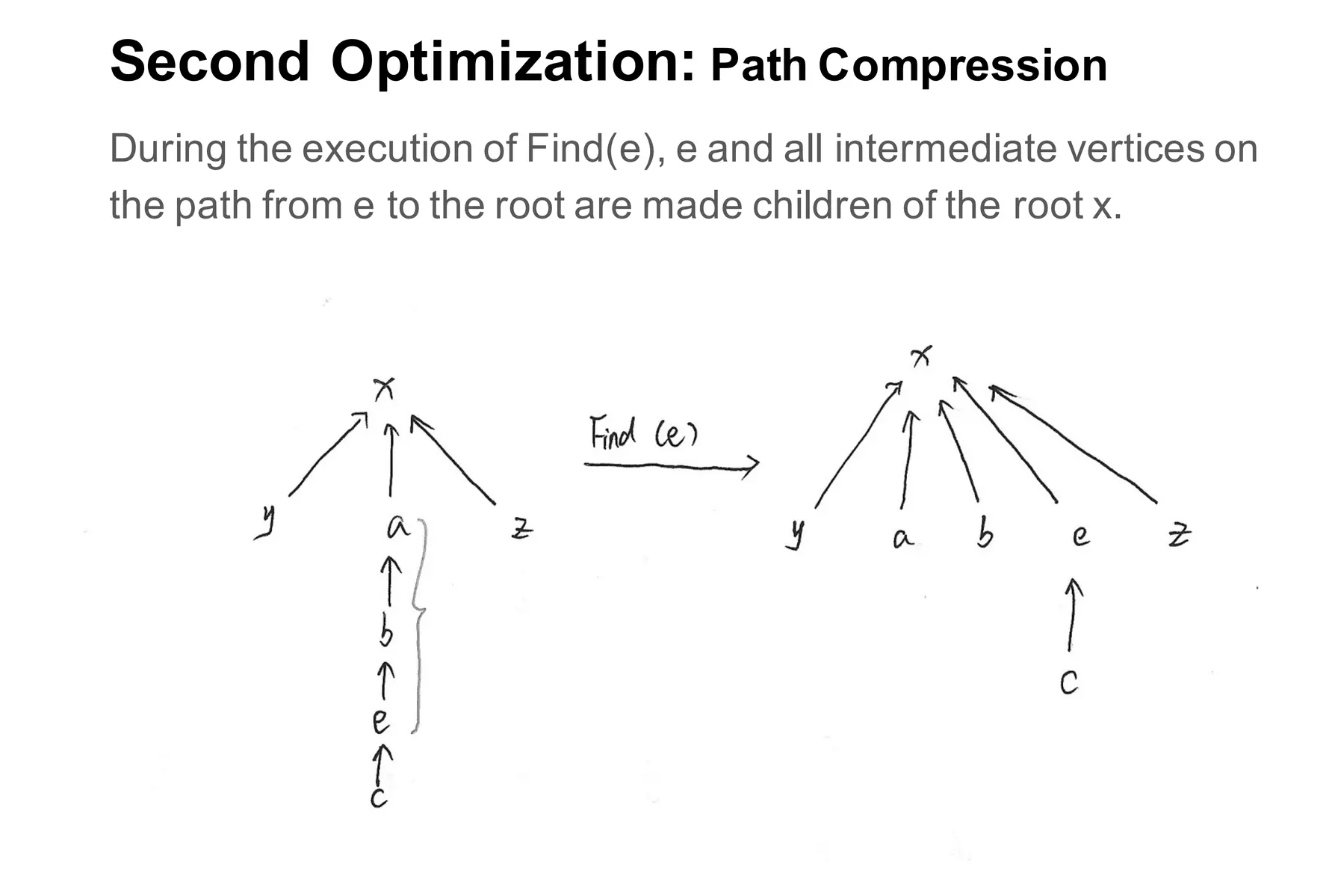 Second Optimization: Path Compression
During the execution of Find(e), e and all intermediate vertices on
the path from e to the root are made children of the root x.
x
y a z
b
e
c
Find (e)
x
y a b e z
c